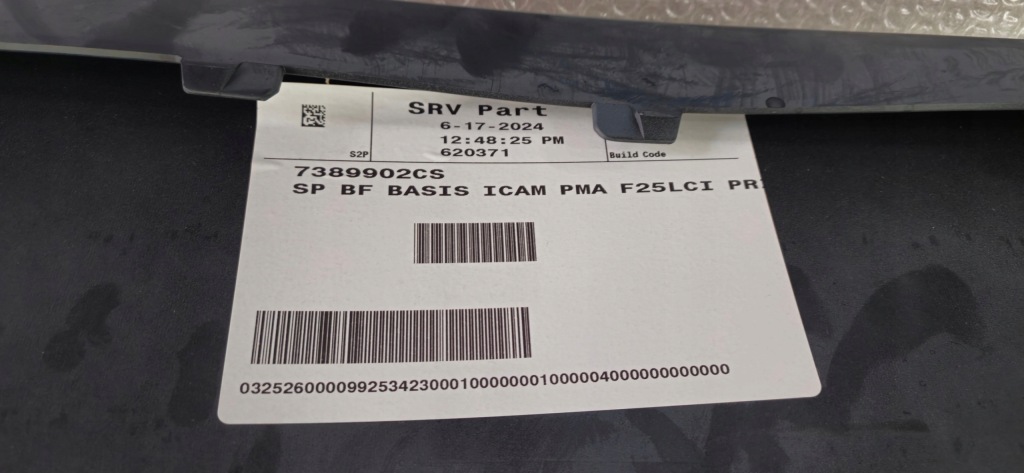 SRV Part
6-17-2024
12:48:25 PM
S2P
620371
Build Code
7389902CS
SP BF BASIS ICAM PMA F25LCI
032526000099253423000100000001000004000000000000